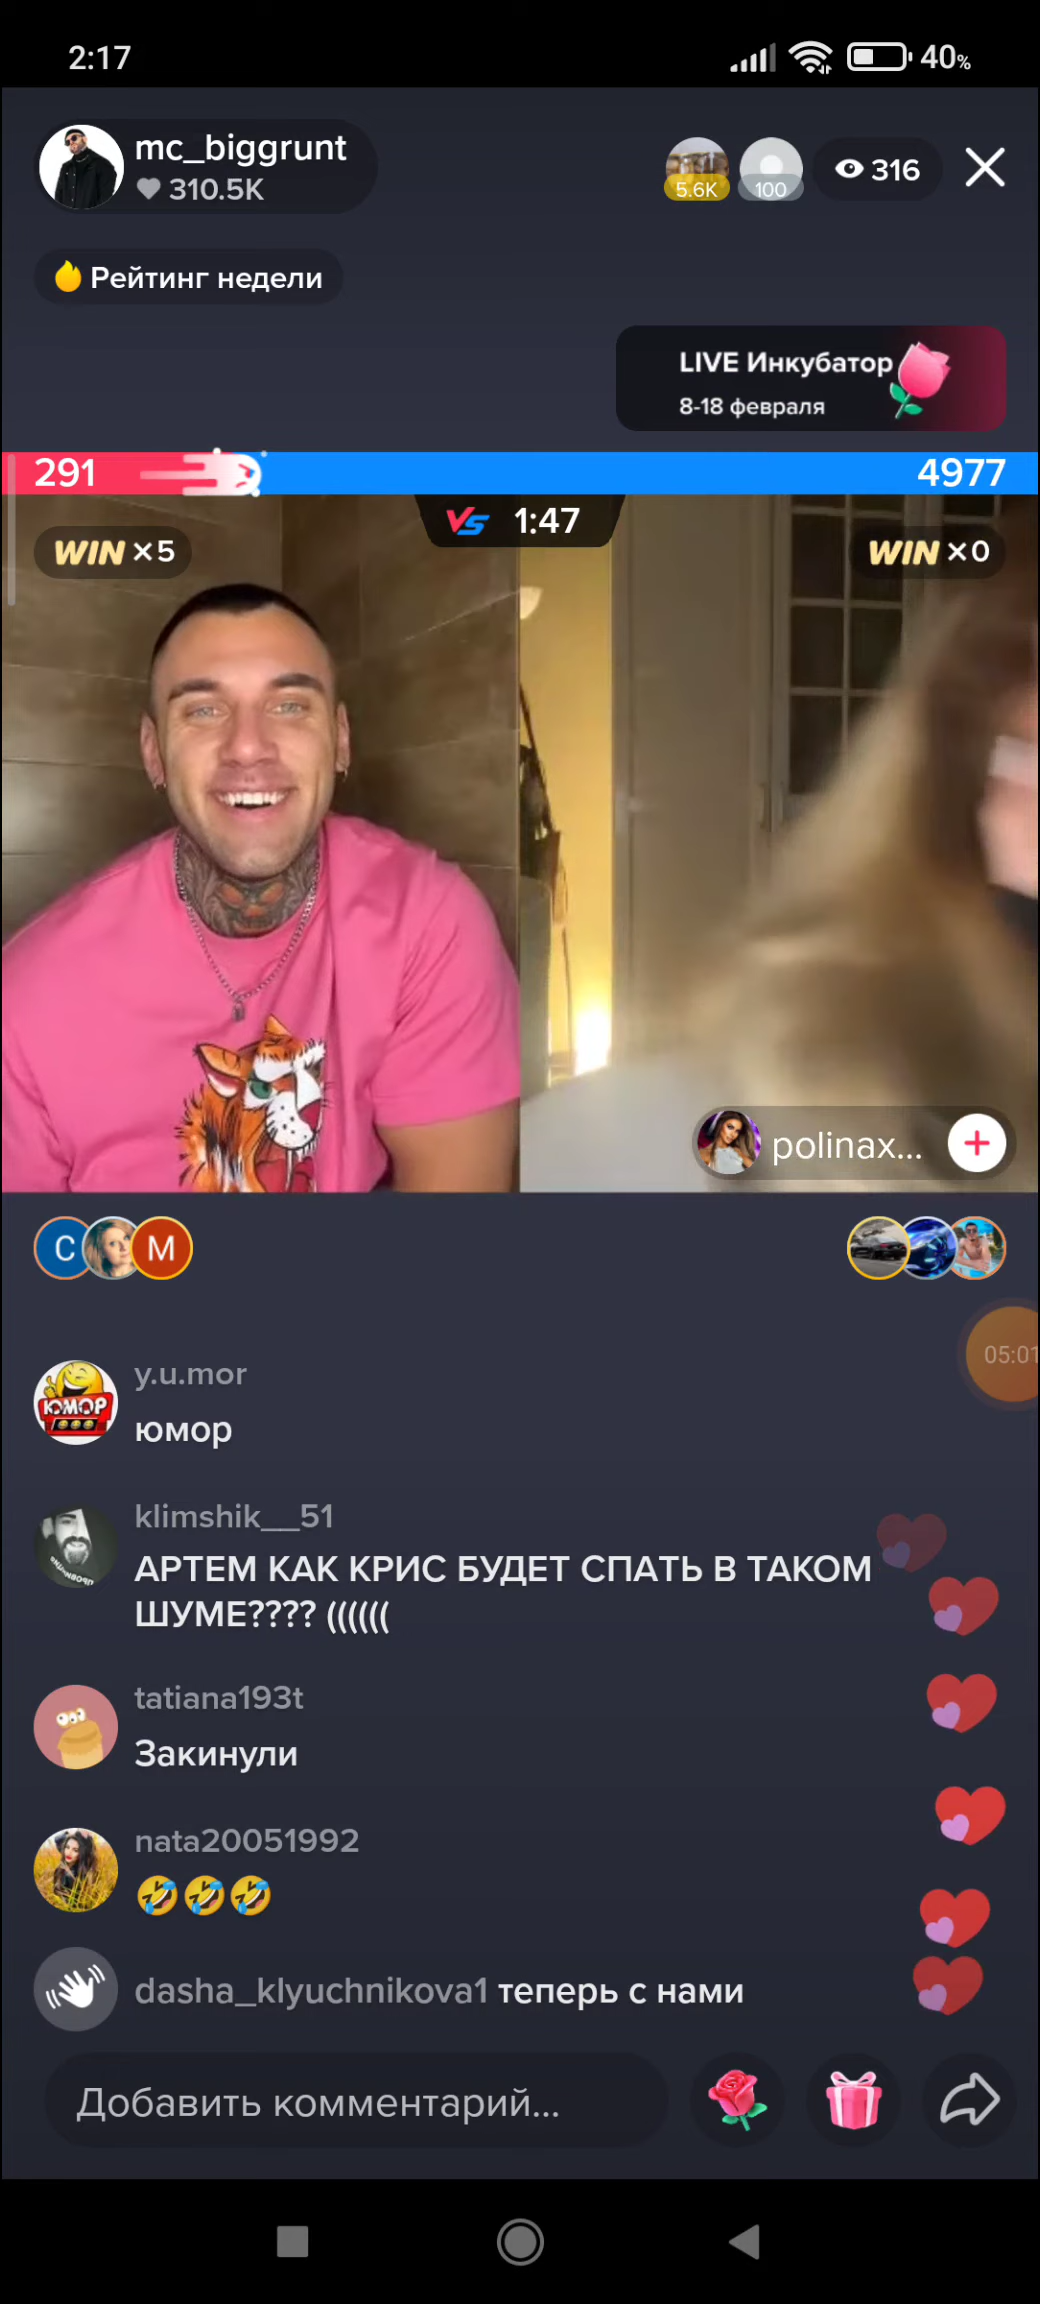 2:17
40%
mc_biggrunt
310.5K
5.6K
100
316
Рейтинг недели
LIVE Инкубатор
8-18 февраля
291
4977
VS 1:47
WIN ×5
WIN ×0
polinax...
C
M
05:01
y.u.mor
ЮМОР
юмор
klimshik__51
АРТЕМ КАК КРИС БУДЕТ СПАТЬ В ТАКОМ
ШУМЕ???? ((((((
tatiana193t
Закинули
nata20051992
🤣🤣🤣
dasha_klyuchnikova1 теперь с нами
Добавить комментарий...